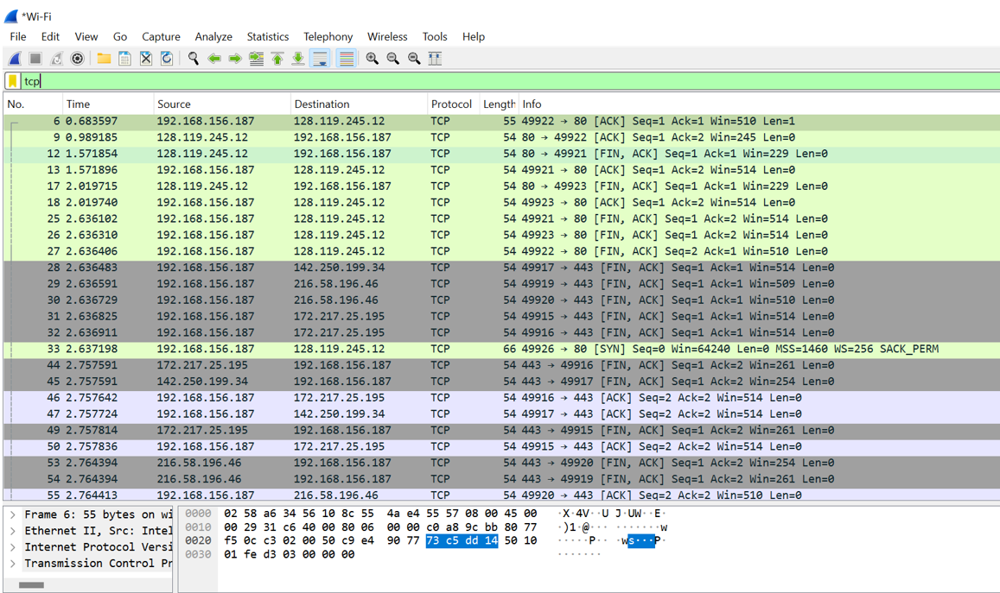 *Wi-Fi
File Edit View Go Capture Analyze Statistics Telephony Wireless Tools Help
tcp
No. Time Source Destination Protocol Length Info
6 0.683597 192.168.156.187 128.119.245.12 TCP 55 49922 → 80 [ACK] Seq=1 Ack=1 Win=510 Len=1
9 0.989185 128.119.245.12 192.168.156.187 TCP 54 80 → 49922 [ACK] Seq=1 Ack=2 Win=245 Len=0
12 1.571854 128.119.245.12 192.168.156.187 TCP 54 80 → 49921 [FIN, ACK] Seq=1 Ack=1 Win=229 Len=0
13 1.571896 192.168.156.187 128.119.245.12 TCP 54 49921 → 80 [ACK] Seq=1 Ack=2 Win=514 Len=0
17 2.019715 128.119.245.12 192.168.156.187 TCP 54 80 → 49923 [FIN, ACK] Seq=1 Ack=1 Win=229 Len=0
18 2.019740 192.168.156.187 128.119.245.12 TCP 54 49923 → 80 [ACK] Seq=1 Ack=2 Win=514 Len=0
25 2.636102 192.168.156.187 128.119.245.12 TCP 54 49921 → 80 [FIN, ACK] Seq=1 Ack=2 Win=514 Len=0
26 2.636310 192.168.156.187 128.119.245.12 TCP 54 49923 → 80 [FIN, ACK] Seq=1 Ack=2 Win=514 Len=0
27 2.636406 192.168.156.187 128.119.245.12 TCP 54 49922 → 80 [FIN, ACK] Seq=2 Ack=1 Win=510 Len=0
28 2.636483 192.168.156.187 142.250.199.34 TCP 54 49917 → 443 [FIN, ACK] Seq=1 Ack=1 Win=514 Len=0
29 2.636591 192.168.156.187 216.58.196.46 TCP 54 49919 → 443 [FIN, ACK] Seq=1 Ack=1 Win=509 Len=0
30 2.636729 192.168.156.187 216.58.196.46 TCP 54 49920 → 443 [FIN, ACK] Seq=1 Ack=1 Win=510 Len=0
31 2.636825 192.168.156.187 172.217.25.195 TCP 54 49915 → 443 [FIN, ACK] Seq=1 Ack=1 Win=514 Len=0
32 2.636911 192.168.156.187 172.217.25.195 TCP 54 49916 → 443 [FIN, ACK] Seq=1 Ack=1 Win=514 Len=0
33 2.637198 192.168.156.187 128.119.245.12 TCP 66 49926 → 80 [SYN] Seq=0 Win=64240 Len=0 MSS=1460 WS=256 SACK_PERM
44 2.757591 172.217.25.195 192.168.156.187 TCP 54 443 → 49916 [FIN, ACK] Seq=1 Ack=2 Win=261 Len=0
45 2.757591 142.250.199.34 192.168.156.187 TCP 54 443 → 49917 [FIN, ACK] Seq=1 Ack=2 Win=254 Len=0
46 2.757642 192.168.156.187 172.217.25.195 TCP 54 49916 → 443 [ACK] Seq=2 Ack=2 Win=514 Len=0
47 2.757724 192.168.156.187 142.250.199.34 TCP 54 49917 → 443 [ACK] Seq=2 Ack=2 Win=514 Len=0
49 2.757814 172.217.25.195 192.168.156.187 TCP 54 443 → 49915 [FIN, ACK] Seq=1 Ack=2 Win=261 Len=0
50 2.757836 192.168.156.187 172.217.25.195 TCP 54 49915 → 443 [ACK] Seq=2 Ack=2 Win=514 Len=0
53 2.764394 216.58.196.46 192.168.156.187 TCP 54 443 → 49920 [FIN, ACK] Seq=1 Ack=2 Win=254 Len=0
54 2.764394 216.58.196.46 192.168.156.187 TCP 54 443 → 49919 [FIN, ACK] Seq=1 Ack=2 Win=261 Len=0
55 2.764413 192.168.156.187 216.58.196.46 TCP 54 49920 → 443 [ACK] Seq=2 Ack=2 Win=514 Len=0
Frame 6: 55 bytes on wi
Ethernet II, Src: Intel
Internet Protocol Versi
Transmission Control Pr
0000 02 58 a6 34 56 10 8c 55 4a e4 55 57 08 00 45 00 ·X·4V··U J·UW··E·
0010 00 29 31 c6 40 00 80 06 00 00 c0 a8 9c bb 80 77 ·)1·@··· ·······w
0020 f5 0c c3 02 00 50 c9 e4 90 77 73 c5 dd 14 50 10 ·····P·· ·ws···P·
0030 01 fe d3 03 00 00 00 ·······